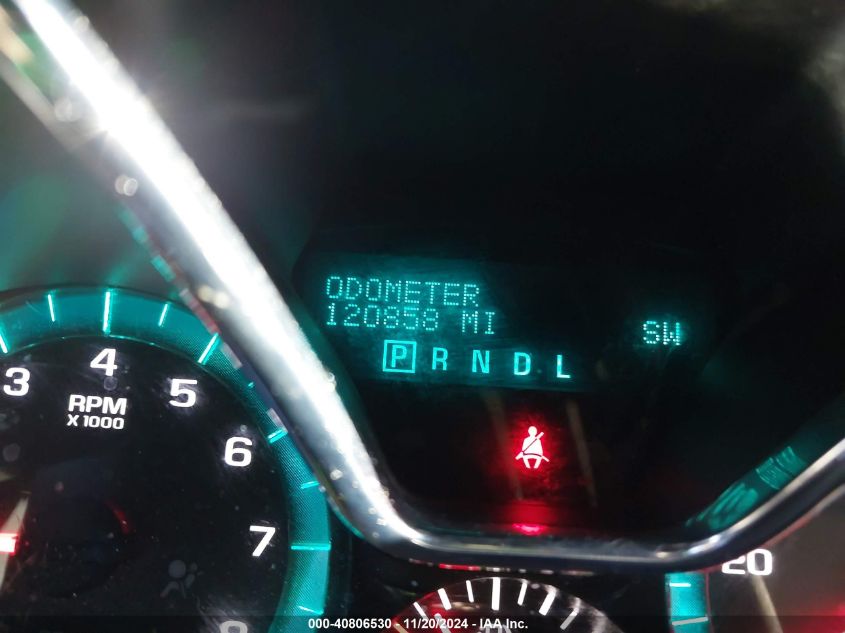 ODOMETER
120858 MI
SW
P R N D L
3
4
5
6
7
8
RPM
X 1000
20
000-40806530 - 11/20/2024 - IAA Inc.